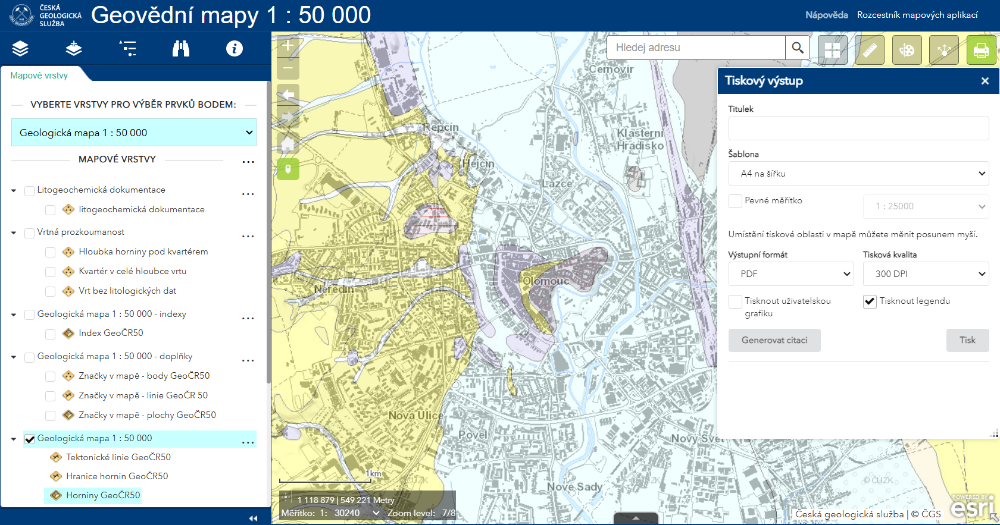 ČESKÁ
GEOLOGICKÁ
SLUŽBA
Geovědní mapy 1 : 50 000
Nápověda
Rozcestník mapových aplikací
Mapové vrstvy
VYBERTE VRSTVY PRO VÝBĚR PRVKŮ BODEM:
Geologická mapa 1 : 50 000
MAPOVÉ VRSTVY
Litogeochemická dokumentace
litogeochemická dokumentace
Vrtná prozkoumanost
Hloubka horniny pod kvartérem
Kvartér v celé hloubce vrtu
Vrt bez litologických dat
Geologická mapa 1 : 50 000 - indexy
Index GeoČR50
Geologická mapa 1 : 50 000 - doplňky
Značky v mapě - body GeoČR50
Značky v mapě - linie GeoČR 50
Značky v mapě - plochy GeoČR50
Geologická mapa 1 : 50 000
Tektonické linie GeoČR50
Hranice hornin GeoČR50
Horniny GeoČR50
Hledej adresu
Černovír
Řepčín
Klášterní
Hradisko
Hejčín
Lazce
Olomouc
Neředín
Nová Ulice
Povel
Nový Svět
Nové Sady
1km
ČÚZK
© ČÚZK
1 118 879 | 549 221 Metry
Měřítko: 1: 30240
Zoom level: 7/8
Tiskový výstup
Titulek
Šablona
A4 na šířku
Pevné měřítko
1 : 25000
Umístění tiskové oblasti v mapě můžete měnit posunem myší.
Výstupní formát
Tisková kvalita
PDF
300 DPI
Tisknout uživatelskou
grafiku
Tisknout legendu
Generovat citaci
Tisk
POWERED BY
esri
Česká geologická služba | © ČGS